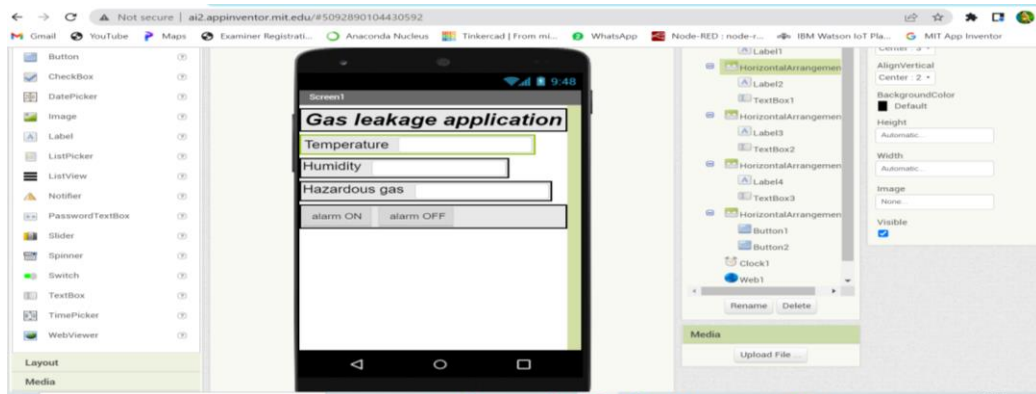 Not secure | ai2.appinventor.mit.edu/#5092890104430592
Gmail YouTube Maps Examiner Registrati... Anaconda Nucleus Tinkercad | From mi... WhatsApp Node-RED : node-r... IBM Watson IoT Pla... MIT App Inventor
Button
CheckBox
DatePicker
Image
Label
ListPicker
ListView
Notifier
PasswordTextBox
Slider
Spinner
Switch
TextBox
TimePicker
WebViewer
Layout
Media
9:48
Screen1
Gas leakage application
Temperature
Humidity
Hazardous gas
alarm ON alarm OFF
Label1
HorizontalArrangemen
Label2
TextBox1
HorizontalArrangemen
Label3
TextBox2
HorizontalArrangemen
Label4
TextBox3
HorizontalArrangemen
Button1
Button2
Clock1
Web1
Rename Delete
Media
Upload File ...
Center : 3
AlignVertical
Center : 2
BackgroundColor
Default
Height
Automatic...
Width
Automatic...
Image
None...
Visible